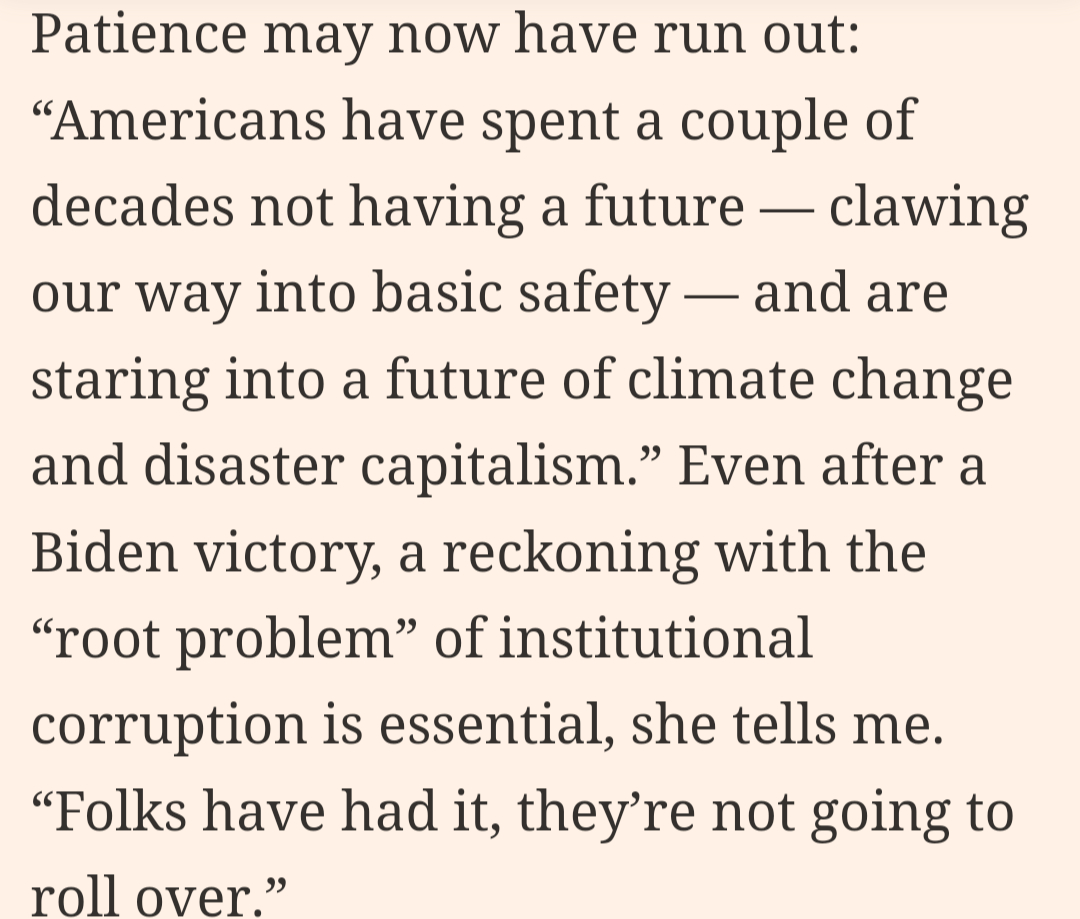 Patience may now have run out:
“Americans have spent a couple of
decades not having a future — clawing
our way into basic safety — and are
staring into a future of climate change
and disaster capitalism.” Even after a
Biden victory, a reckoning with the
“root problem” of institutional
corruption is essential, she tells me.
“Folks have had it, they’re not going to
roll over.”